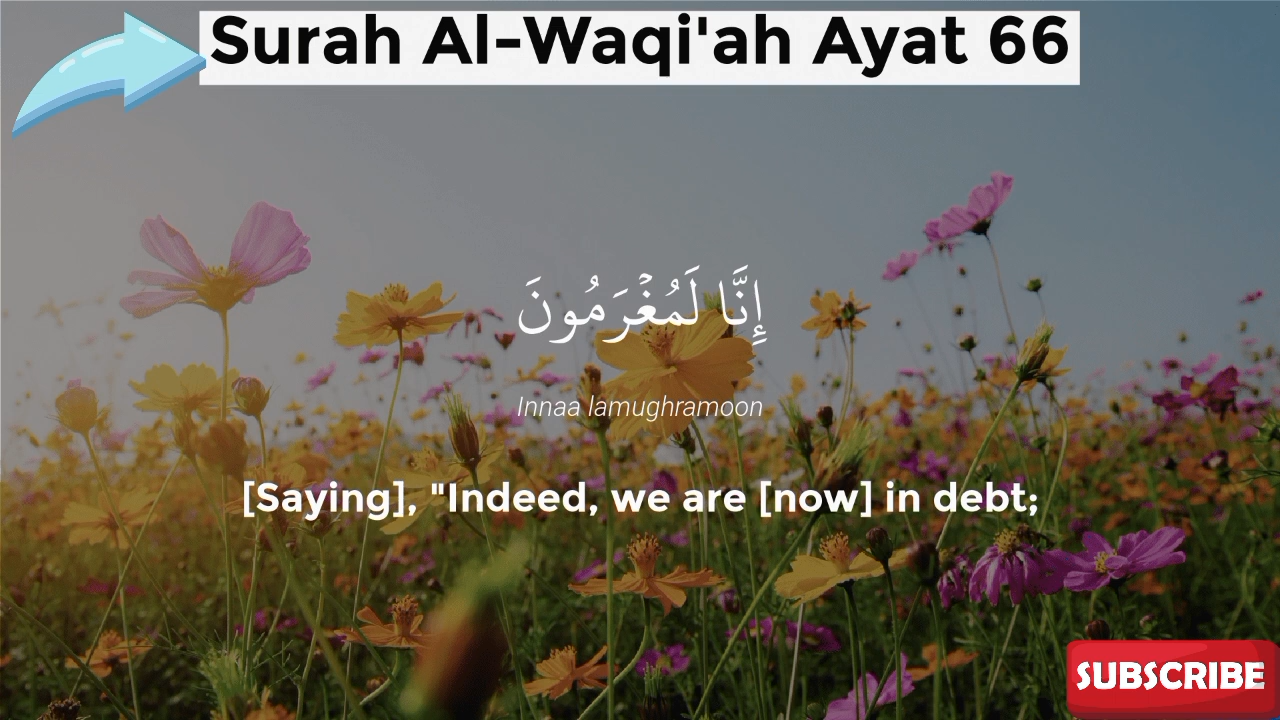 Surah Al-Waqi'ah Ayat 66
إِنَّا لَمُغۡرَمُونَ
Innaa lamughramoon
[Saying], "Indeed, we are [now] in debt;
SUBSCRIBE